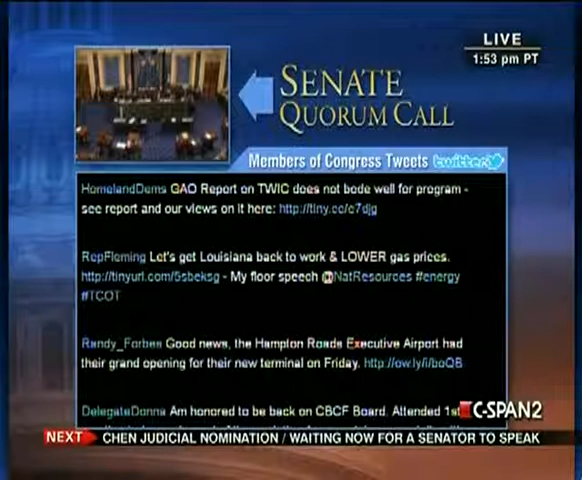 LIVE
1:53 pm PT
SENATE
QUORUM CALL
Members of Congress Tweets twitter
HomelandDems GAO Report on TWIC does not bode well for program -
see report and our views on it here: http://tiny.cc/c7djg
RepFleming Let's get Louisiana back to work & LOWER gas prices.
http://tinyurl.com/5sbeksg - My floor speech @NatResources #energy
#TCOT
Randy_Forbes Good news, the Hampton Roads Executive Airport had
their grand opening for their new terminal on Friday. http://ow.ly/i/boQB
DelegateDonna Am honored to be back on CBCF Board. Attended 1st
C-SPAN2
NEXT CHEN JUDICIAL NOMINATION / WAITING NOW FOR A SENATOR TO SPEAK